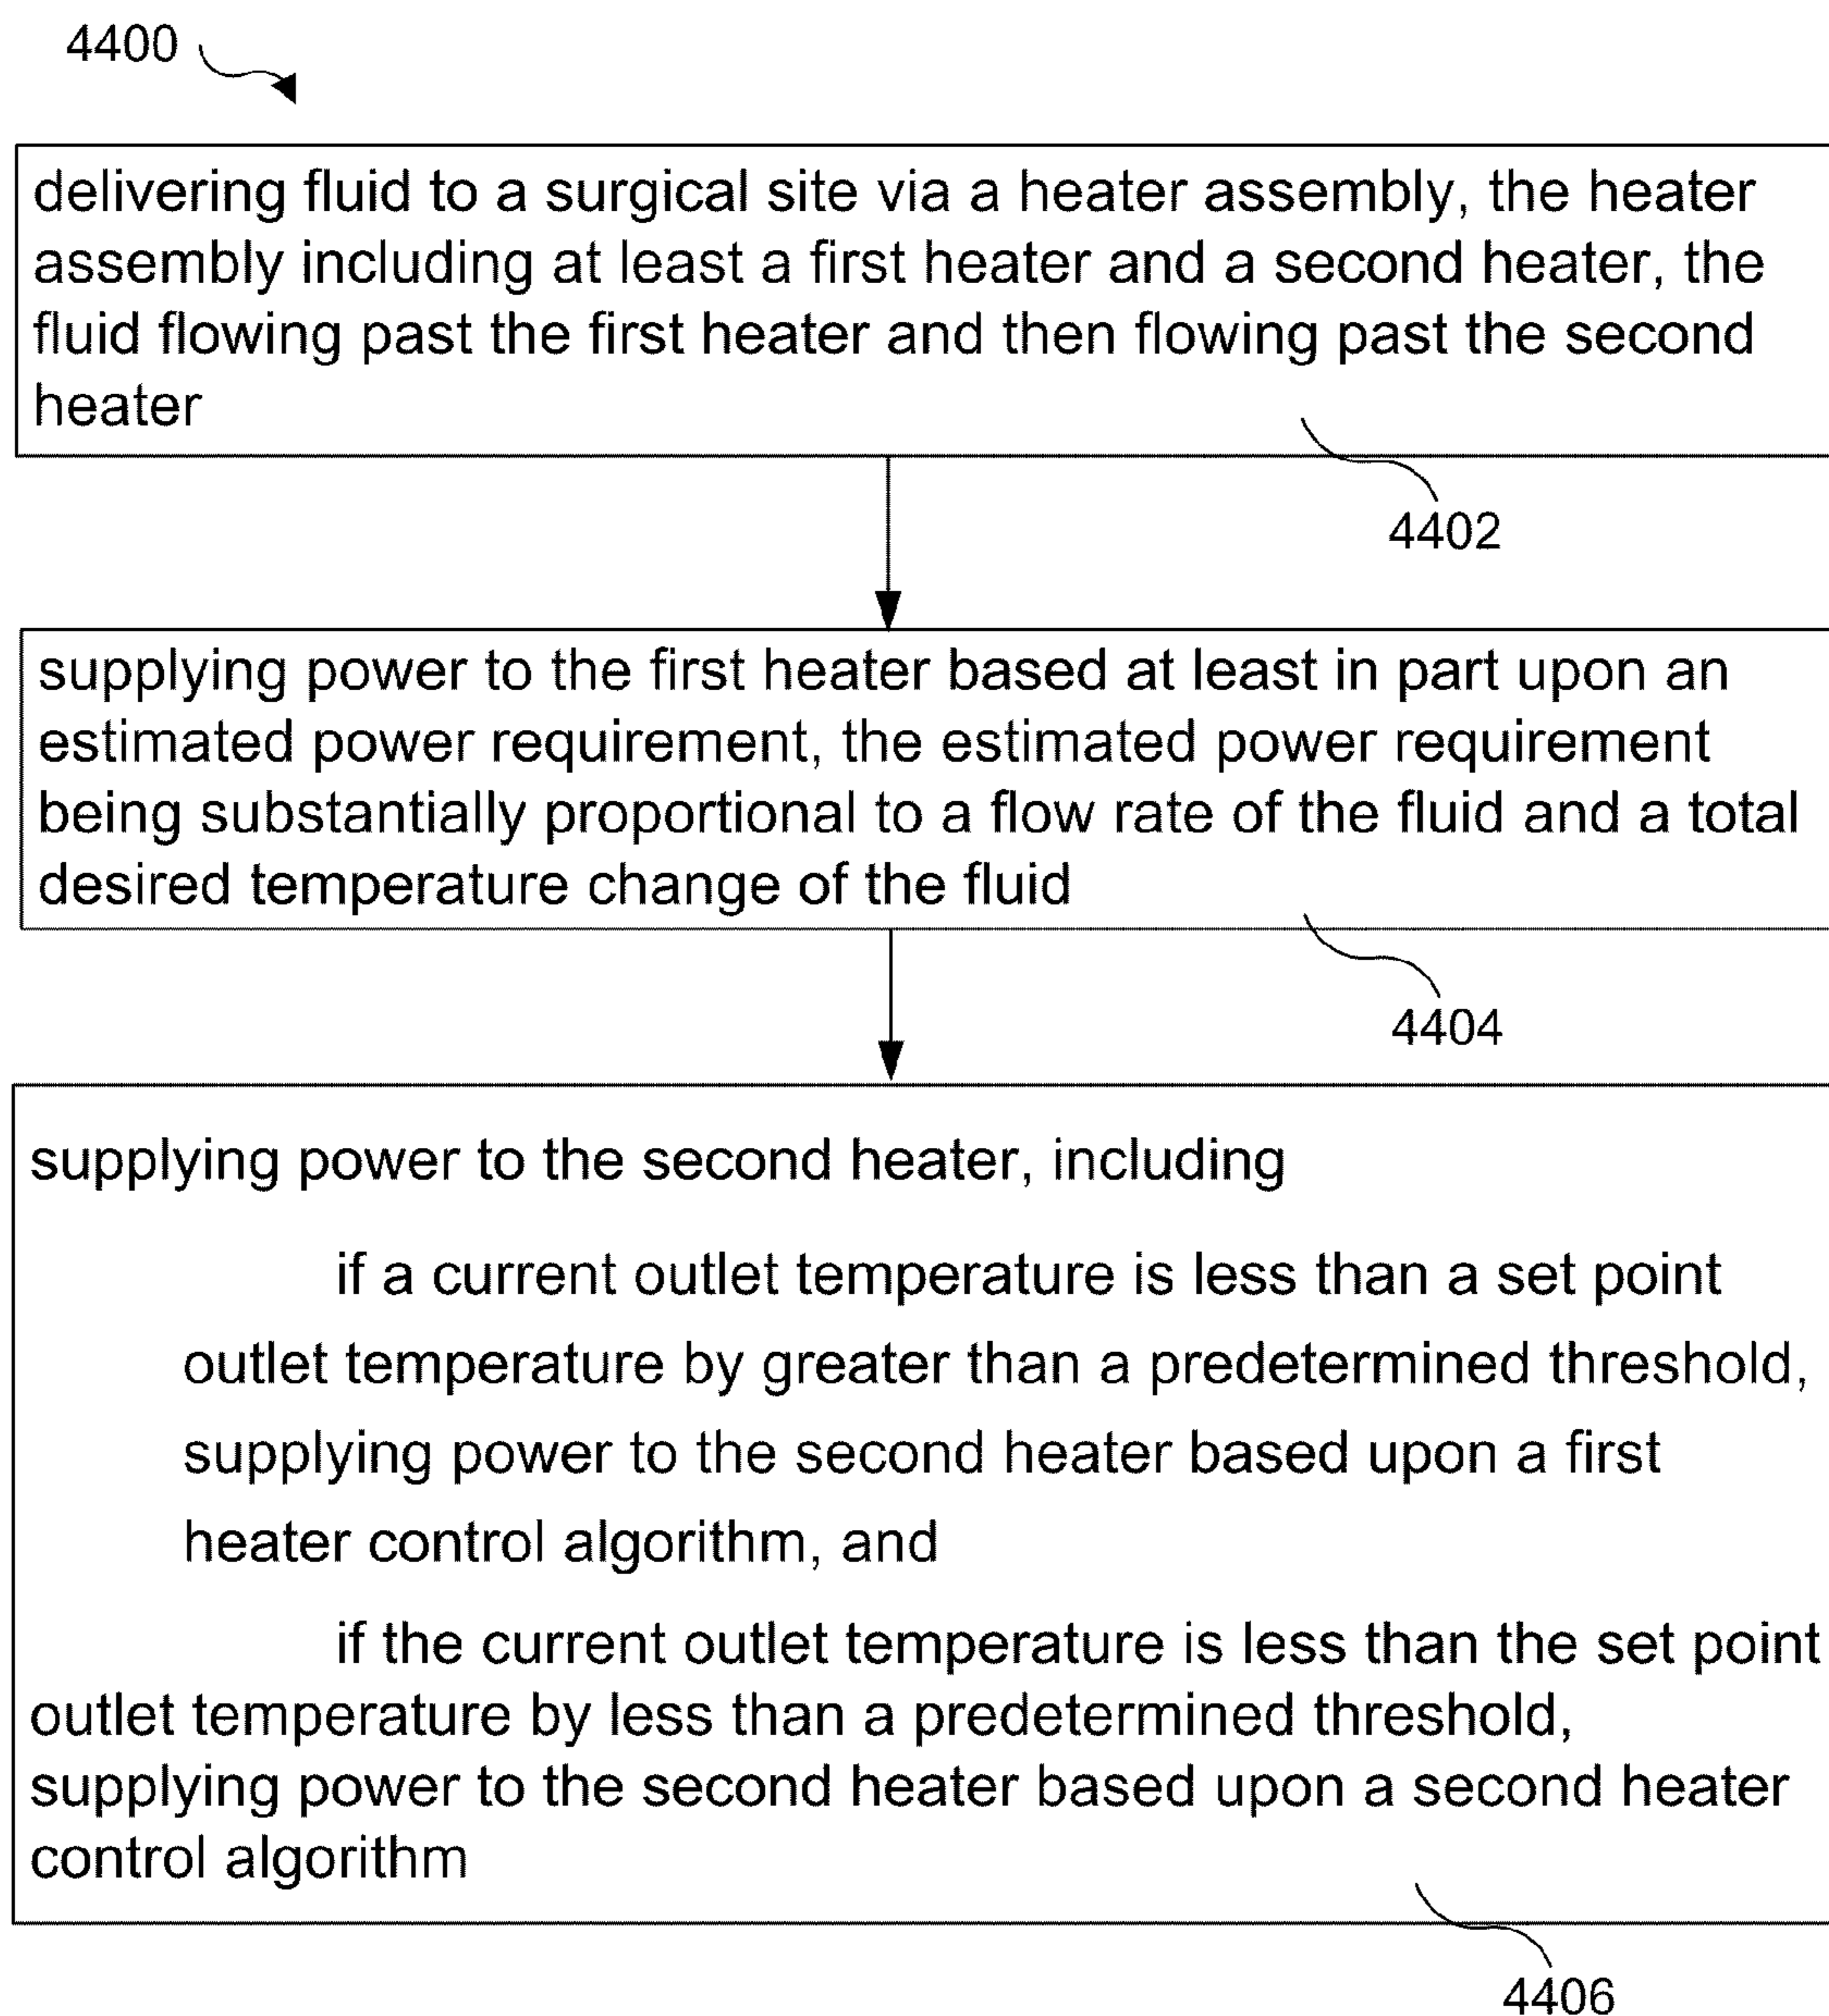 4400
delivering fluid to a surgical site via a heater assembly, the heater
assembly including at least a first heater and a second heater, the
fluid flowing past the first heater and then flowing past the second
heater
4402
supplying power to the first heater based at least in part upon an
estimated power requirement, the estimated power requirement
being substantially proportional to a flow rate of the fluid and a total
desired temperature change of the fluid
4404
supplying power to the second heater, including
if a current outlet temperature is less than a set point
outlet temperature by greater than a predetermined threshold,
supplying power to the second heater based upon a first
heater control algorithm, and
if the current outlet temperature is less than the set point
outlet temperature by less than a predetermined threshold,
supplying power to the second heater based upon a second heater
control algorithm
4406